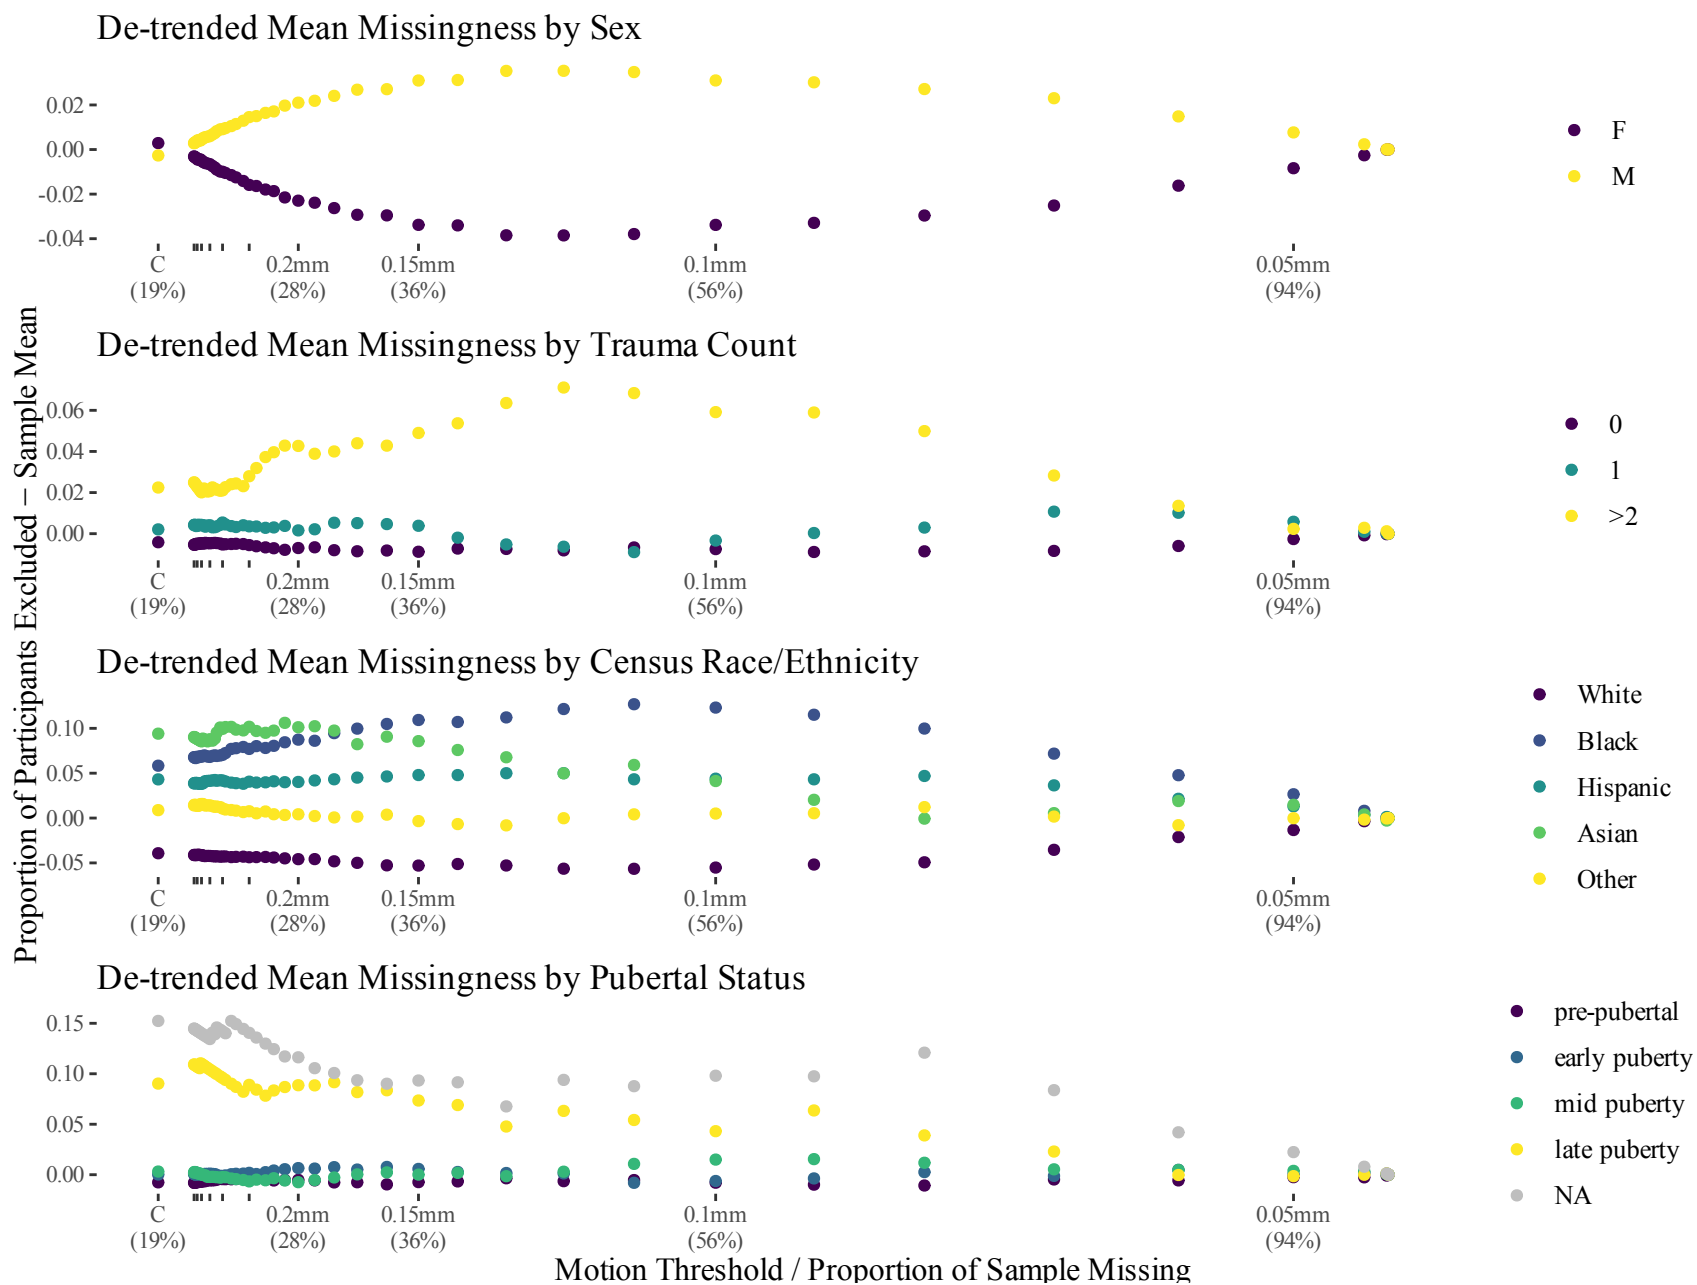 De-trended Mean Missingness by Sex
0.02
0.00
-0.02
-0.04
C
(19%)
0.2mm
(28%)
0.15mm
(36%)
0.1mm
(56%)
0.05mm
(94%)
F
M
De-trended Mean Missingness by Trauma Count
0.06
0.04
0.02
0.00
C
(19%)
0.2mm
(28%)
0.15mm
(36%)
0.1mm
(56%)
0.05mm
(94%)
0
1
>2
De-trended Mean Missingness by Census Race/Ethnicity
0.10
0.05
0.00
-0.05
C
(19%)
0.2mm
(28%)
0.15mm
(36%)
0.1mm
(56%)
0.05mm
(94%)
White
Black
Hispanic
Asian
Other
De-trended Mean Missingness by Pubertal Status
0.15
0.10
0.05
0.00
C
(19%)
0.2mm
(28%)
0.15mm
(36%)
0.1mm
(56%)
0.05mm
(94%)
pre-pubertal
early puberty
mid puberty
late puberty
NA
Proportion of Participants Excluded – Sample Mean
Motion Threshold / Proportion of Sample Missing